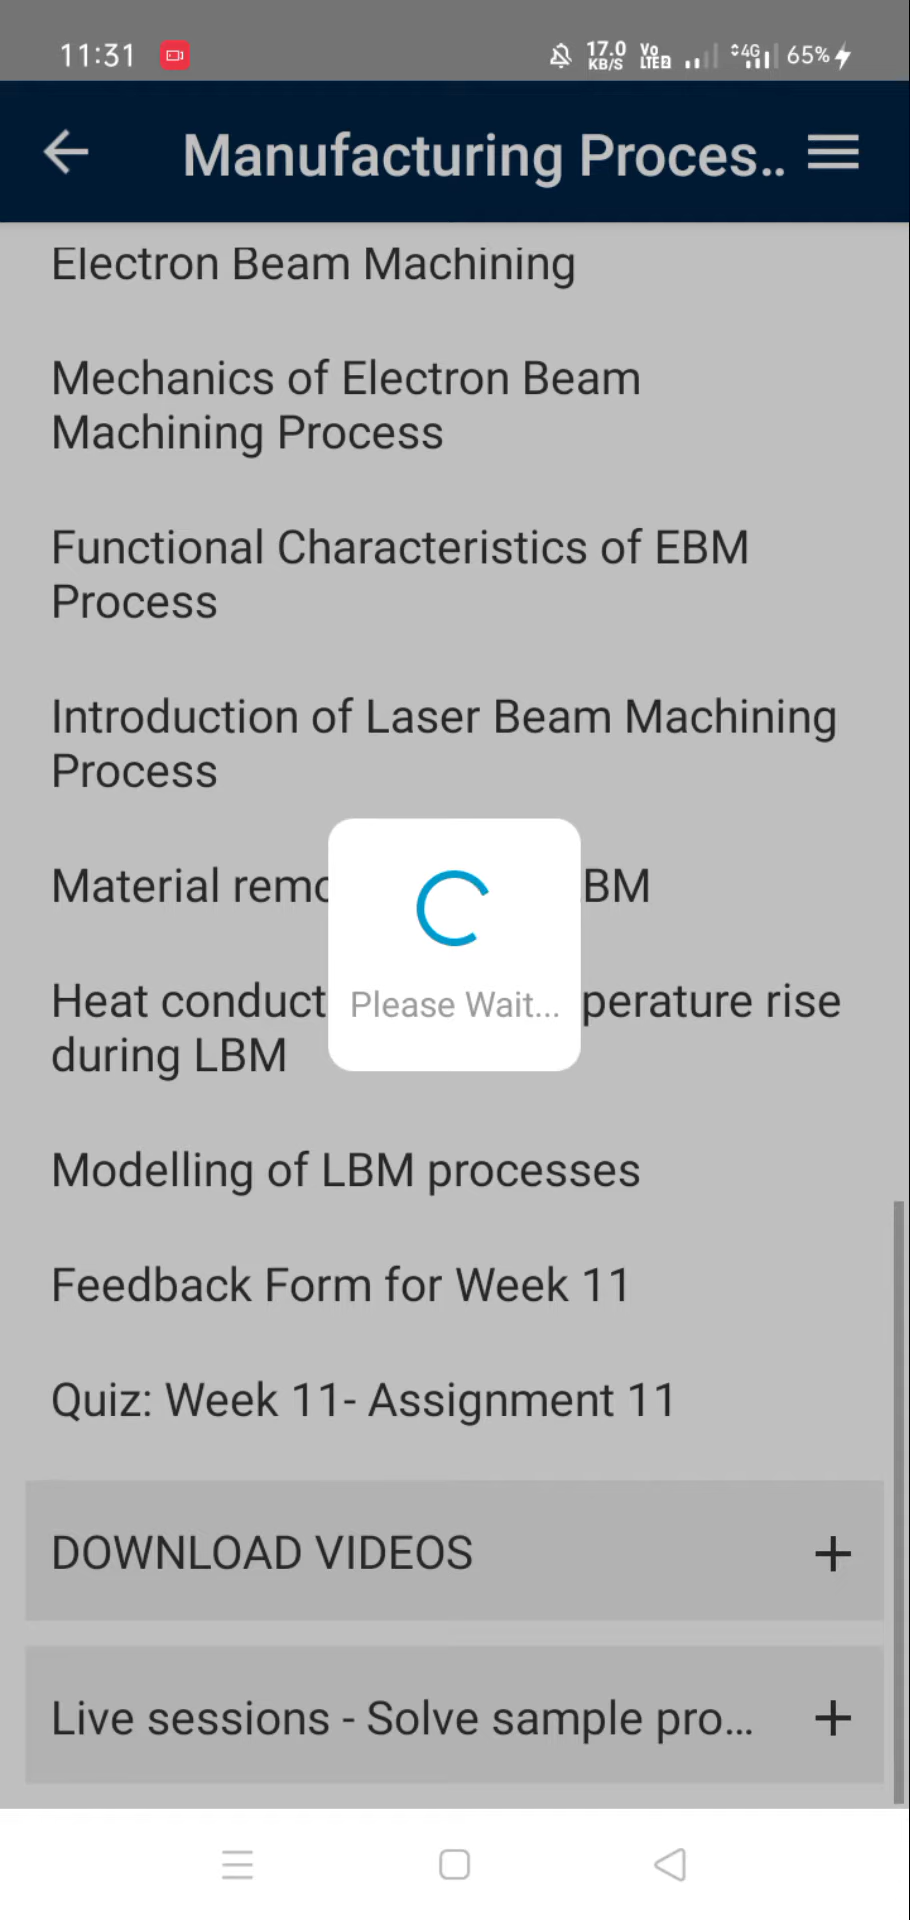 11:31 17.0 KB/S Vo LTE2 4G 65%
Manufacturing Proces..
Electron Beam Machining
Mechanics of Electron Beam
Machining Process
Functional Characteristics of EBM
Process
Introduction of Laser Beam Machining
Process
Material remo BM
Heat conduct perature rise
during LBM
Please Wait...
Modelling of LBM processes
Feedback Form for Week 11
Quiz: Week 11- Assignment 11
DOWNLOAD VIDEOS +
Live sessions - Solve sample pro... +